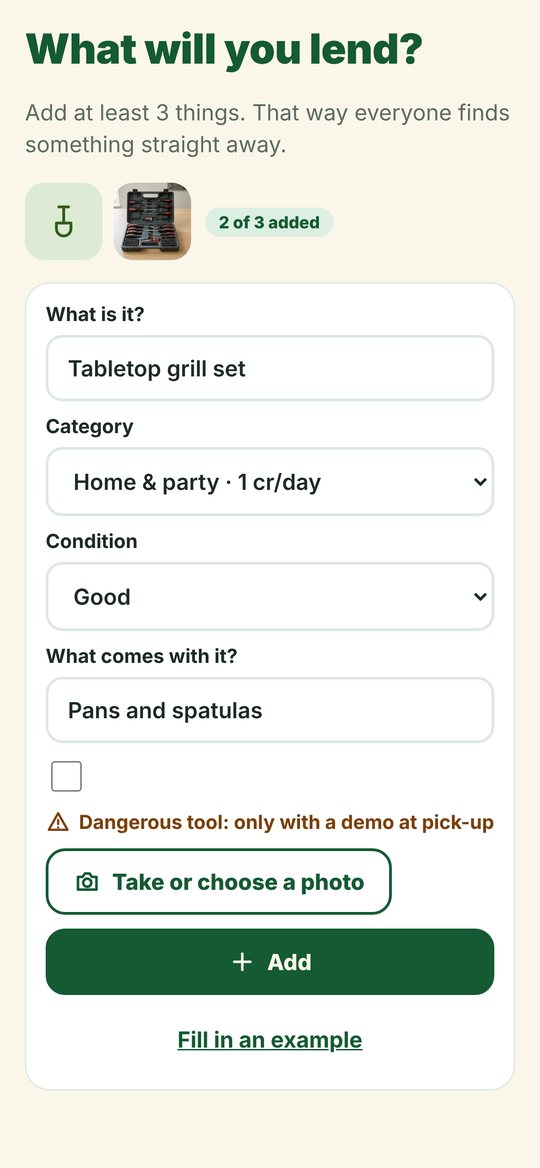 What will you lend?
Add at least 3 things. That way everyone finds
something straight away.
2 of 3 added
What is it?
Tabletop grill set
Category
Home & party · 1 cr/day
Condition
Good
What comes with it?
Pans and spatulas
Dangerous tool: only with a demo at pick-up
Take or choose a photo
Add
Fill in an example